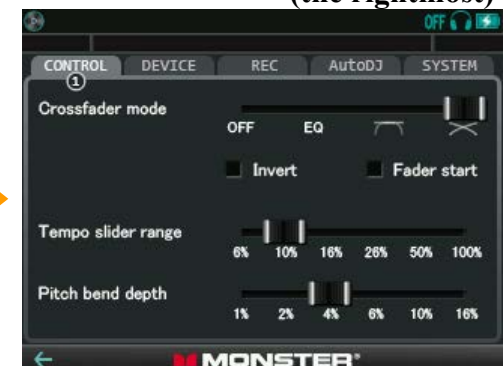 (the rightmost)
OFF
CONTROL DEVICE REC AutoDJ SYSTEM
①
Crossfader mode
OFF EQ
Invert Fader start
Tempo slider range
6% 10% 16% 26% 50% 100%
Pitch bend depth
1% 2% 4% 6% 10% 16%
MONSTER®